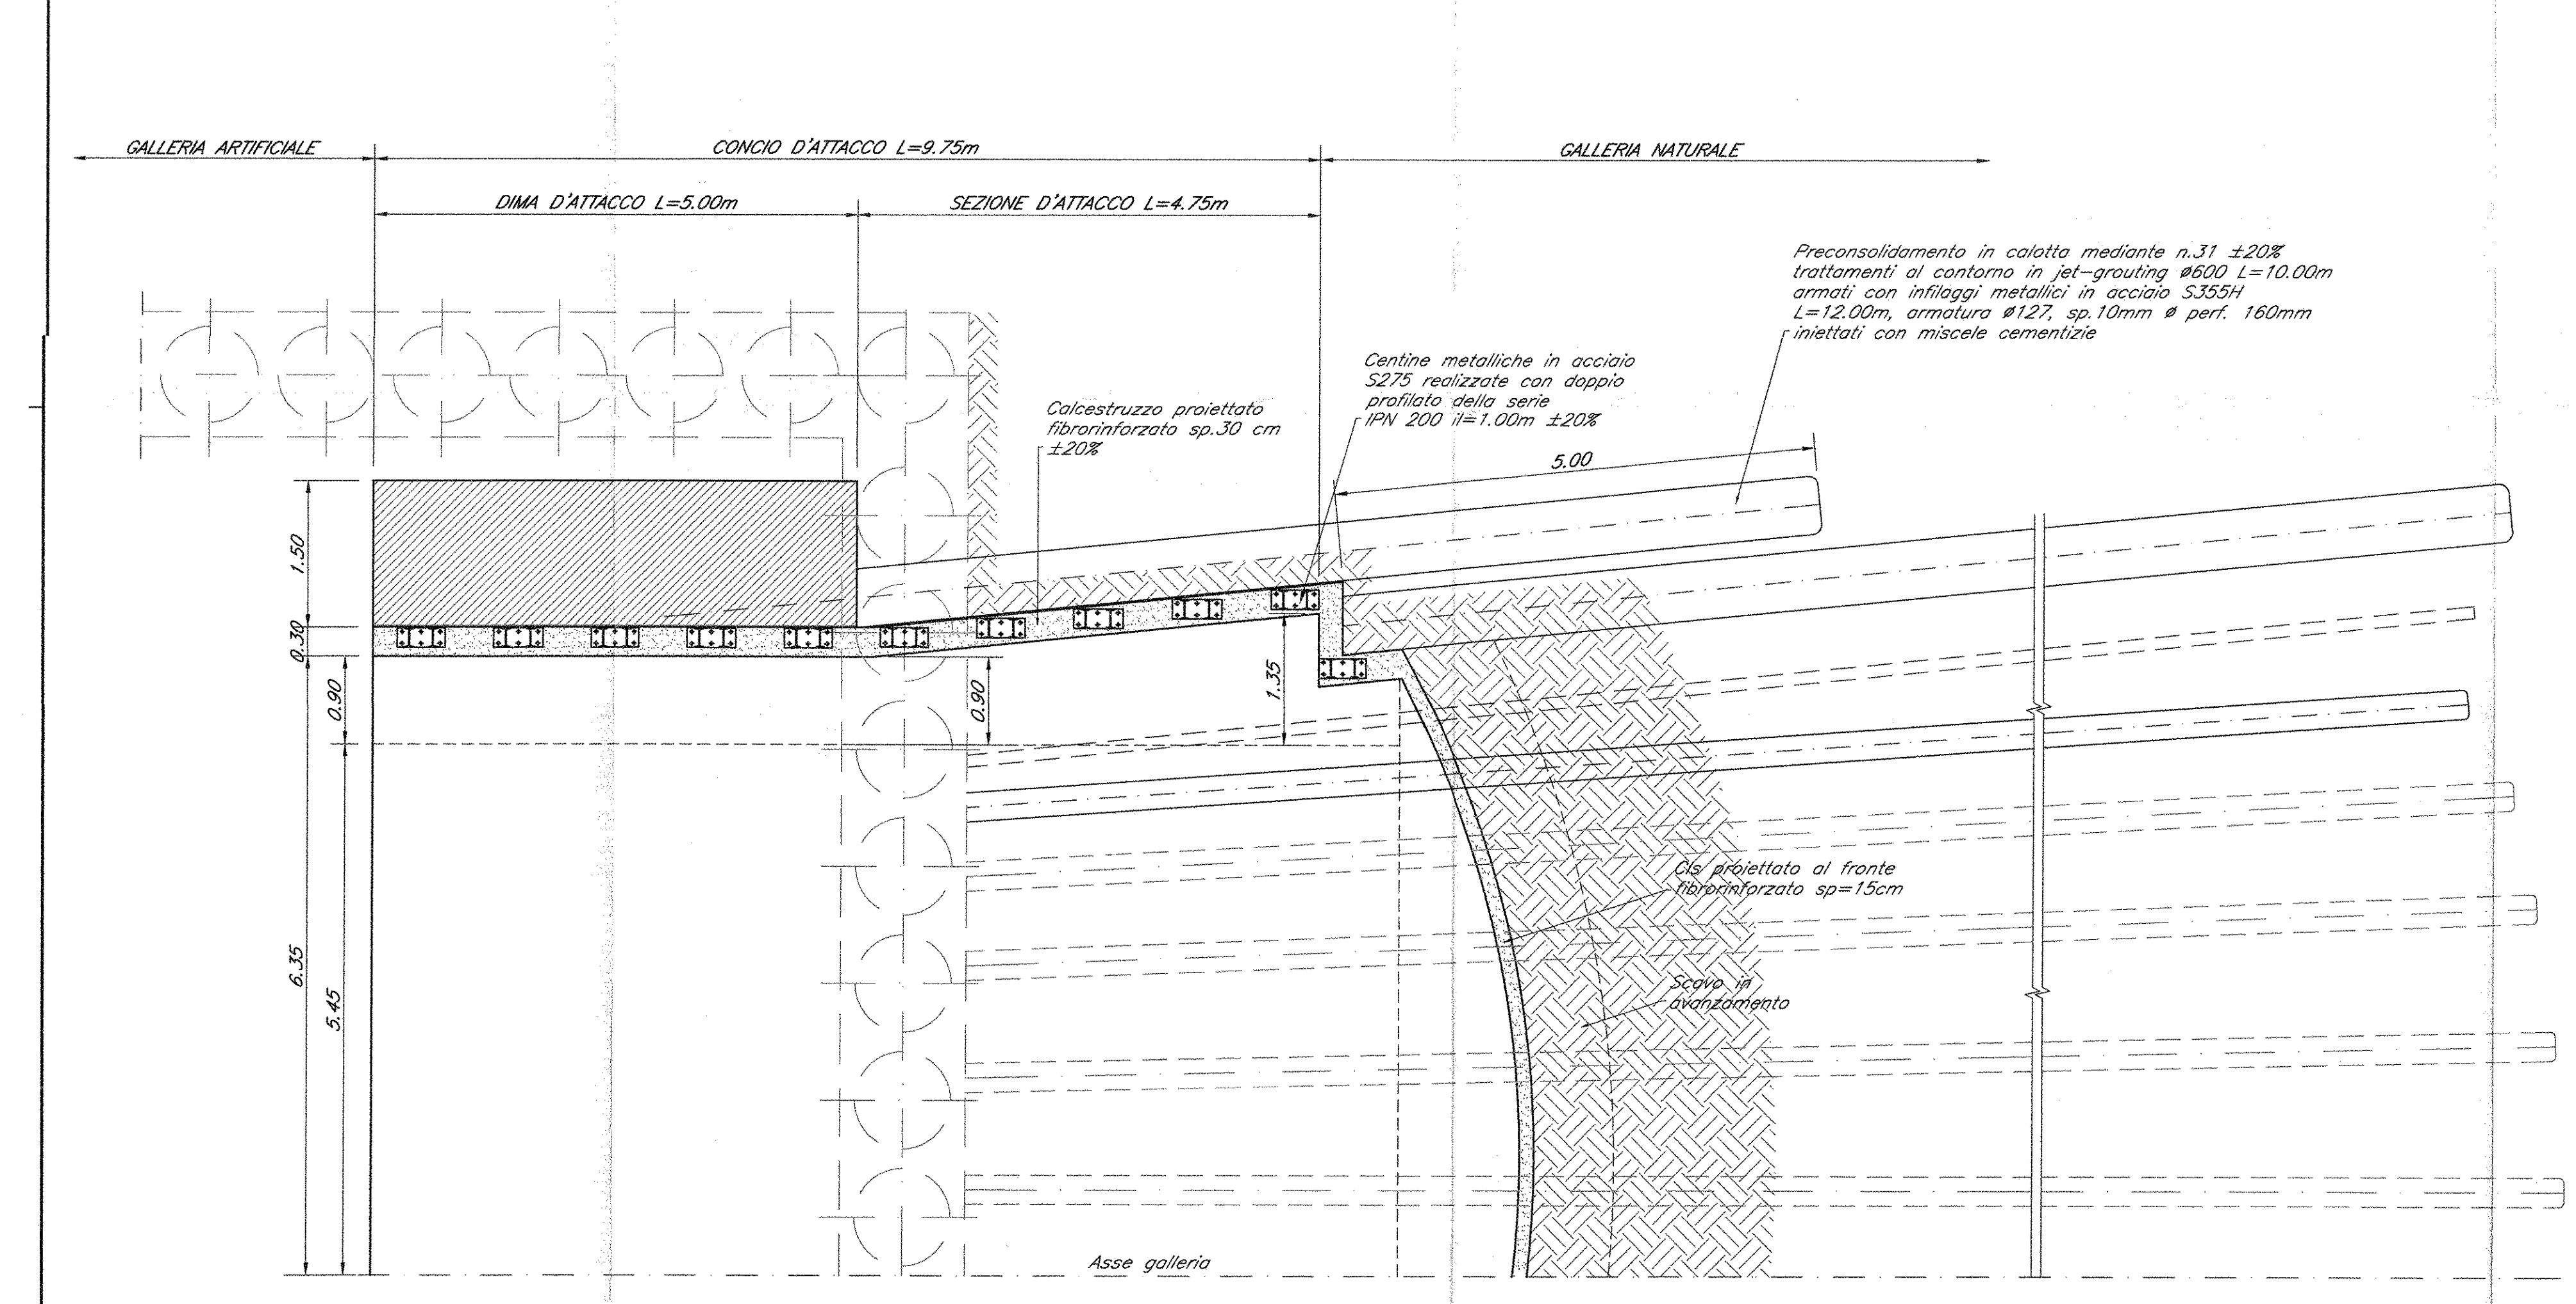 GALLERIA ARTIFICIALE
CONCIO D'ATTACCO L=9.75m
GALLERIA NATURALE
DIMA D'ATTACCO L=5.00m
SEZIONE D'ATTACCO L=4.75m
Preconsolidamento in calotta mediante n.31 ±20%
trattamenti al contorno in jet-grouting ø600 L=10.00m
armati con infilaggi metallici in acciaio S355H
L=12.00m, armatura ø127, sp.10mm ø perf. 160mm
iniettati con miscele cementizie
Centine metalliche in acciaio
S275 realizzate con doppio
profilato della serie
IPN 200 il=1.00m ±20%
Calcestruzzo proiettato
fibrorinforzato sp.30 cm
±20%
5.00
1.50
0.30
0.90
0.90
1.35
6.35
5.45
Cls proiettato al fronte
fibrorinforzato sp=15cm
Scavo in
avanzamento
Asse galleria